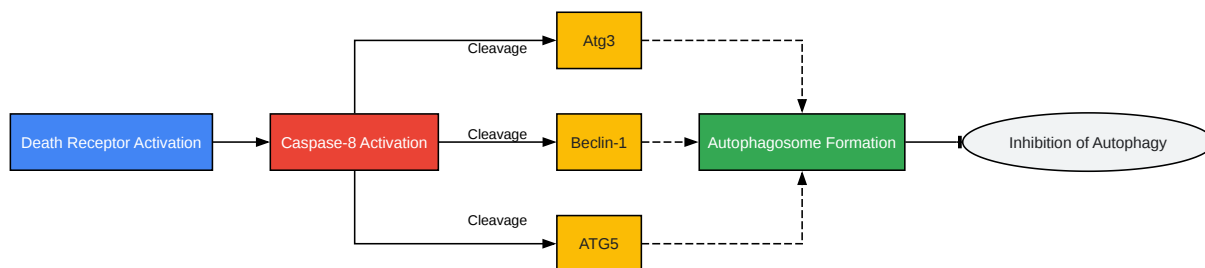 Death Receptor Activation
Caspase-8 Activation
Cleavage
Atg3
Cleavage
Beclin-1
Cleavage
ATG5
Autophagosome Formation
Inhibition of Autophagy